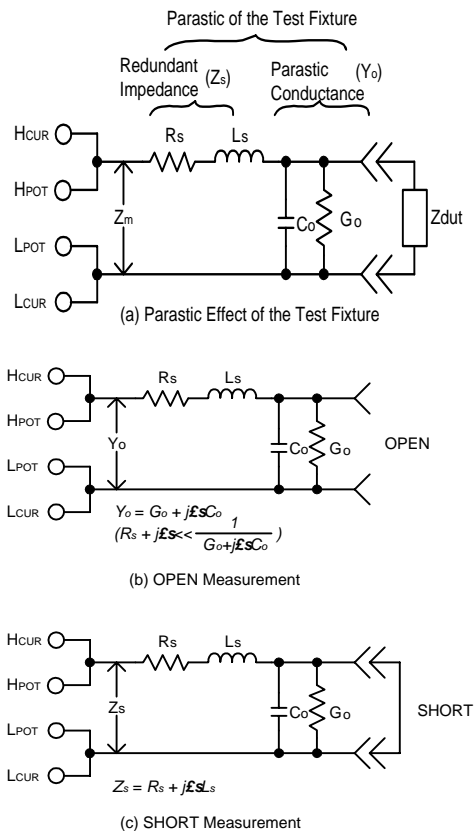 Parastic of the Test Fixture
Redundant Impedance (Zs)
Parastic Conductance (Yo)
HCUR
Rs
Ls
HPOT
Zm
Co
Go
Zdut
LPOT
LCUR
(a) Parastic Effect of the Test Fixture
HCUR
Rs
Ls
HPOT
Yo
Co
Go
OPEN
LPOT
LCUR
Yo = Go + j£sCo
(Rs + j£s<< 1 / Go+j£sCo )
(b) OPEN Measurement
HCUR
Rs
Ls
HPOT
Zs
Co
Go
SHORT
LPOT
LCUR
Zs = Rs + j£sLs
(c) SHORT Measurement